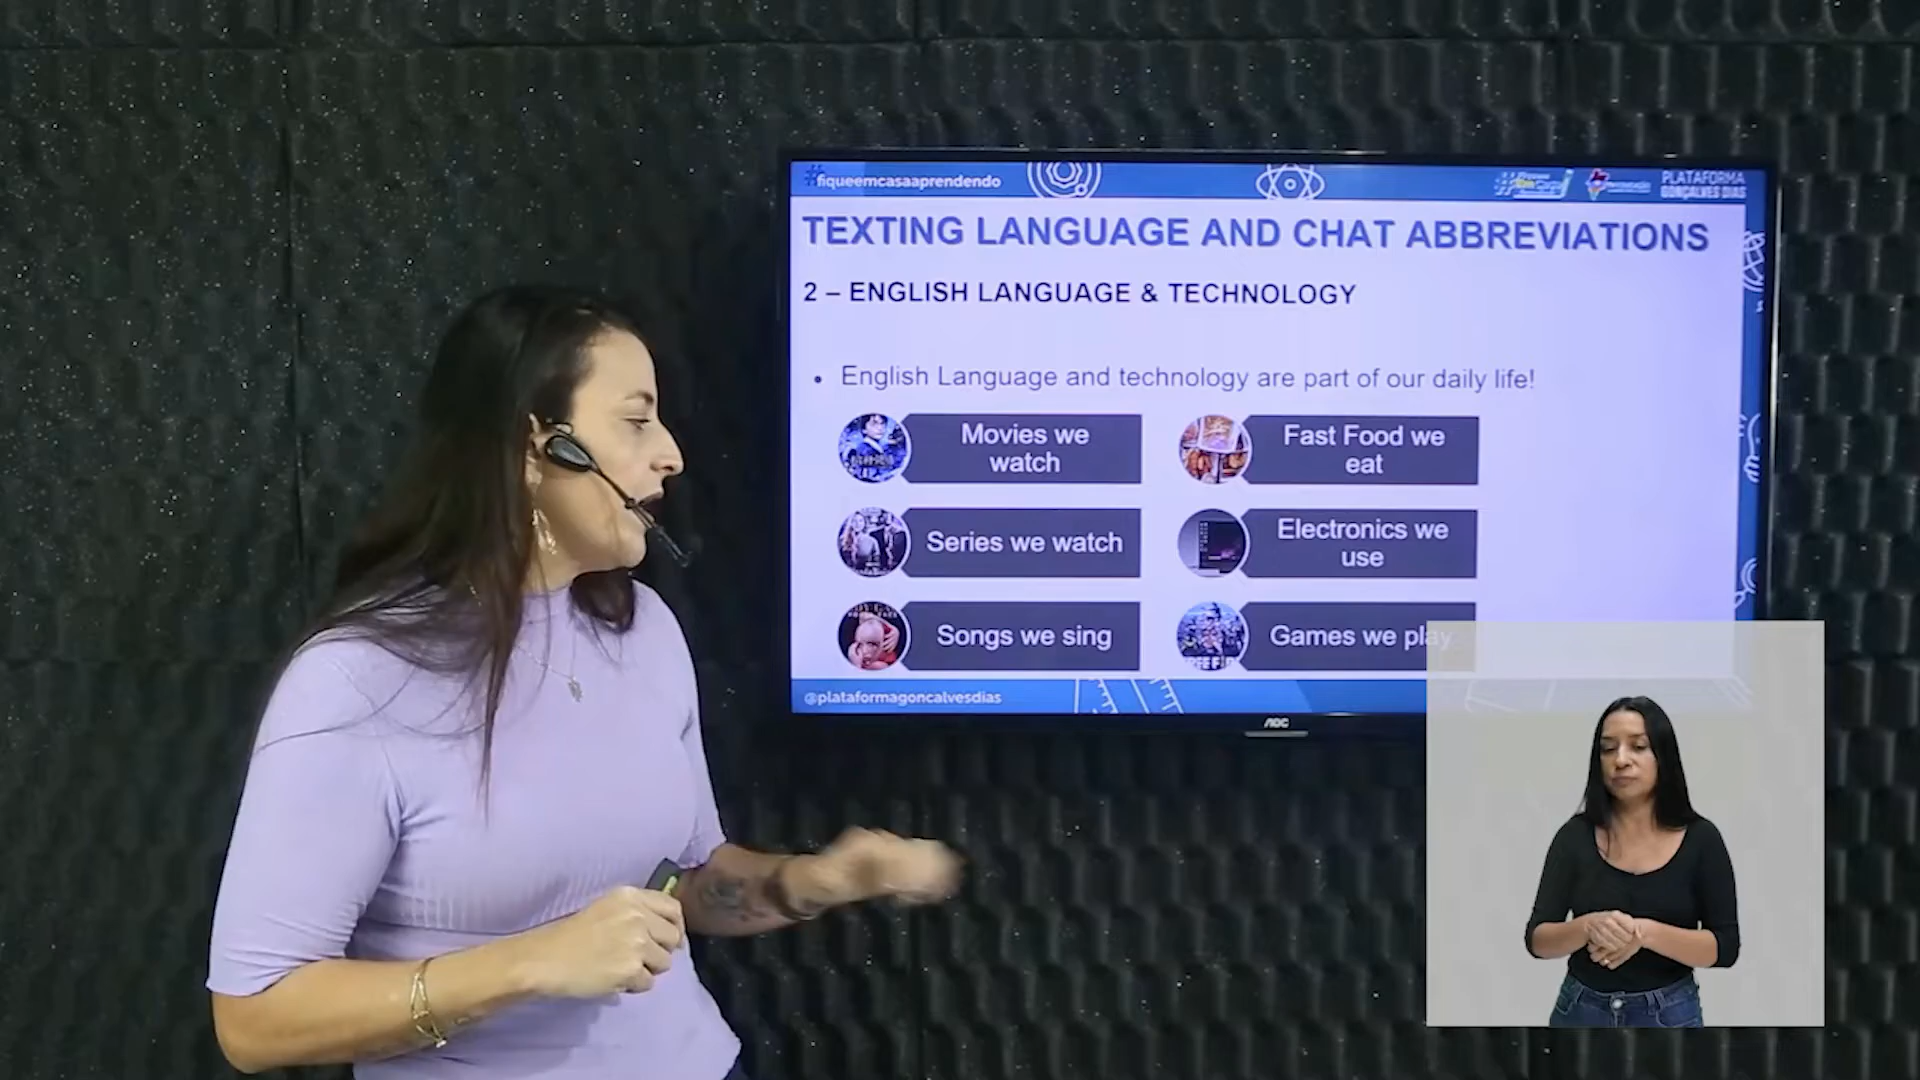 #fiqueemcasaaprendendo
PLATAFORMA
GONÇALVES DIAS
TEXTING LANGUAGE AND CHAT ABBREVIATIONS
2 – ENGLISH LANGUAGE & TECHNOLOGY
• English Language and technology are part of our daily life!
Movies we
watch
Fast Food we
eat
Series we watch
Electronics we
use
Songs we sing
Games we play
@plataformagoncalvesdias
AOC